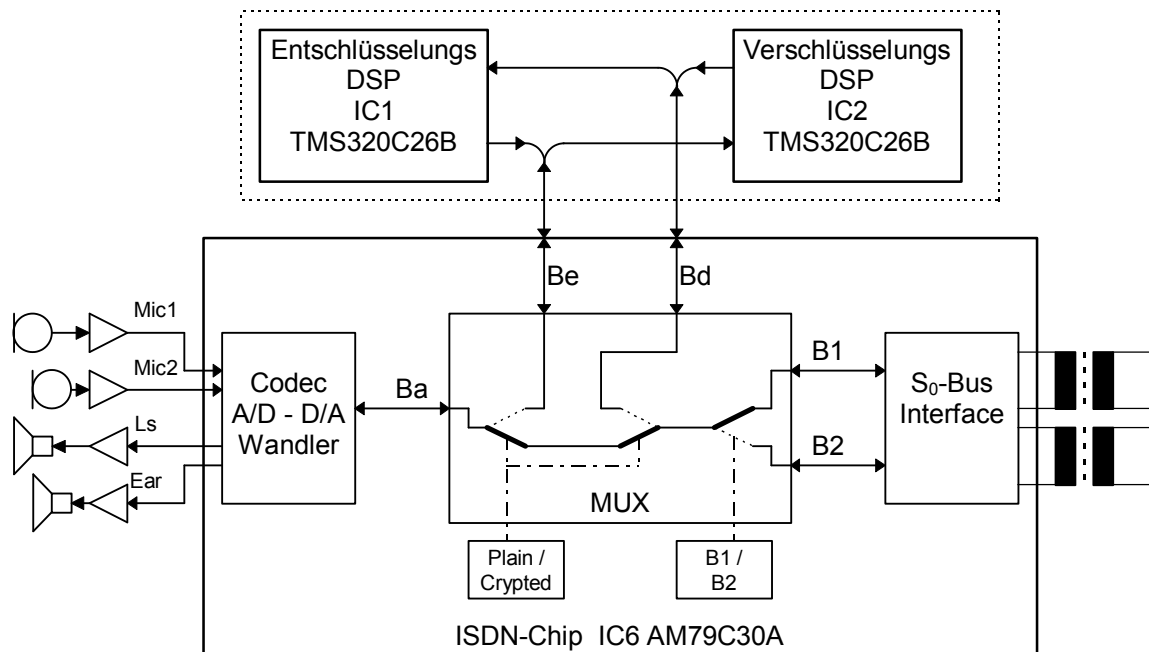 Entschlüsselungs
DSP
IC1
TMS320C26B
Verschlüsselungs
DSP
IC2
TMS320C26B
Be
Bd
Mic1
Mic2
Ls
Ear
Codec
A/D - D/A
Wandler
Ba
B1
B2
MUX
S₀-Bus
Interface
Plain /
Crypted
B1 /
B2
ISDN-Chip IC6 AM79C30A